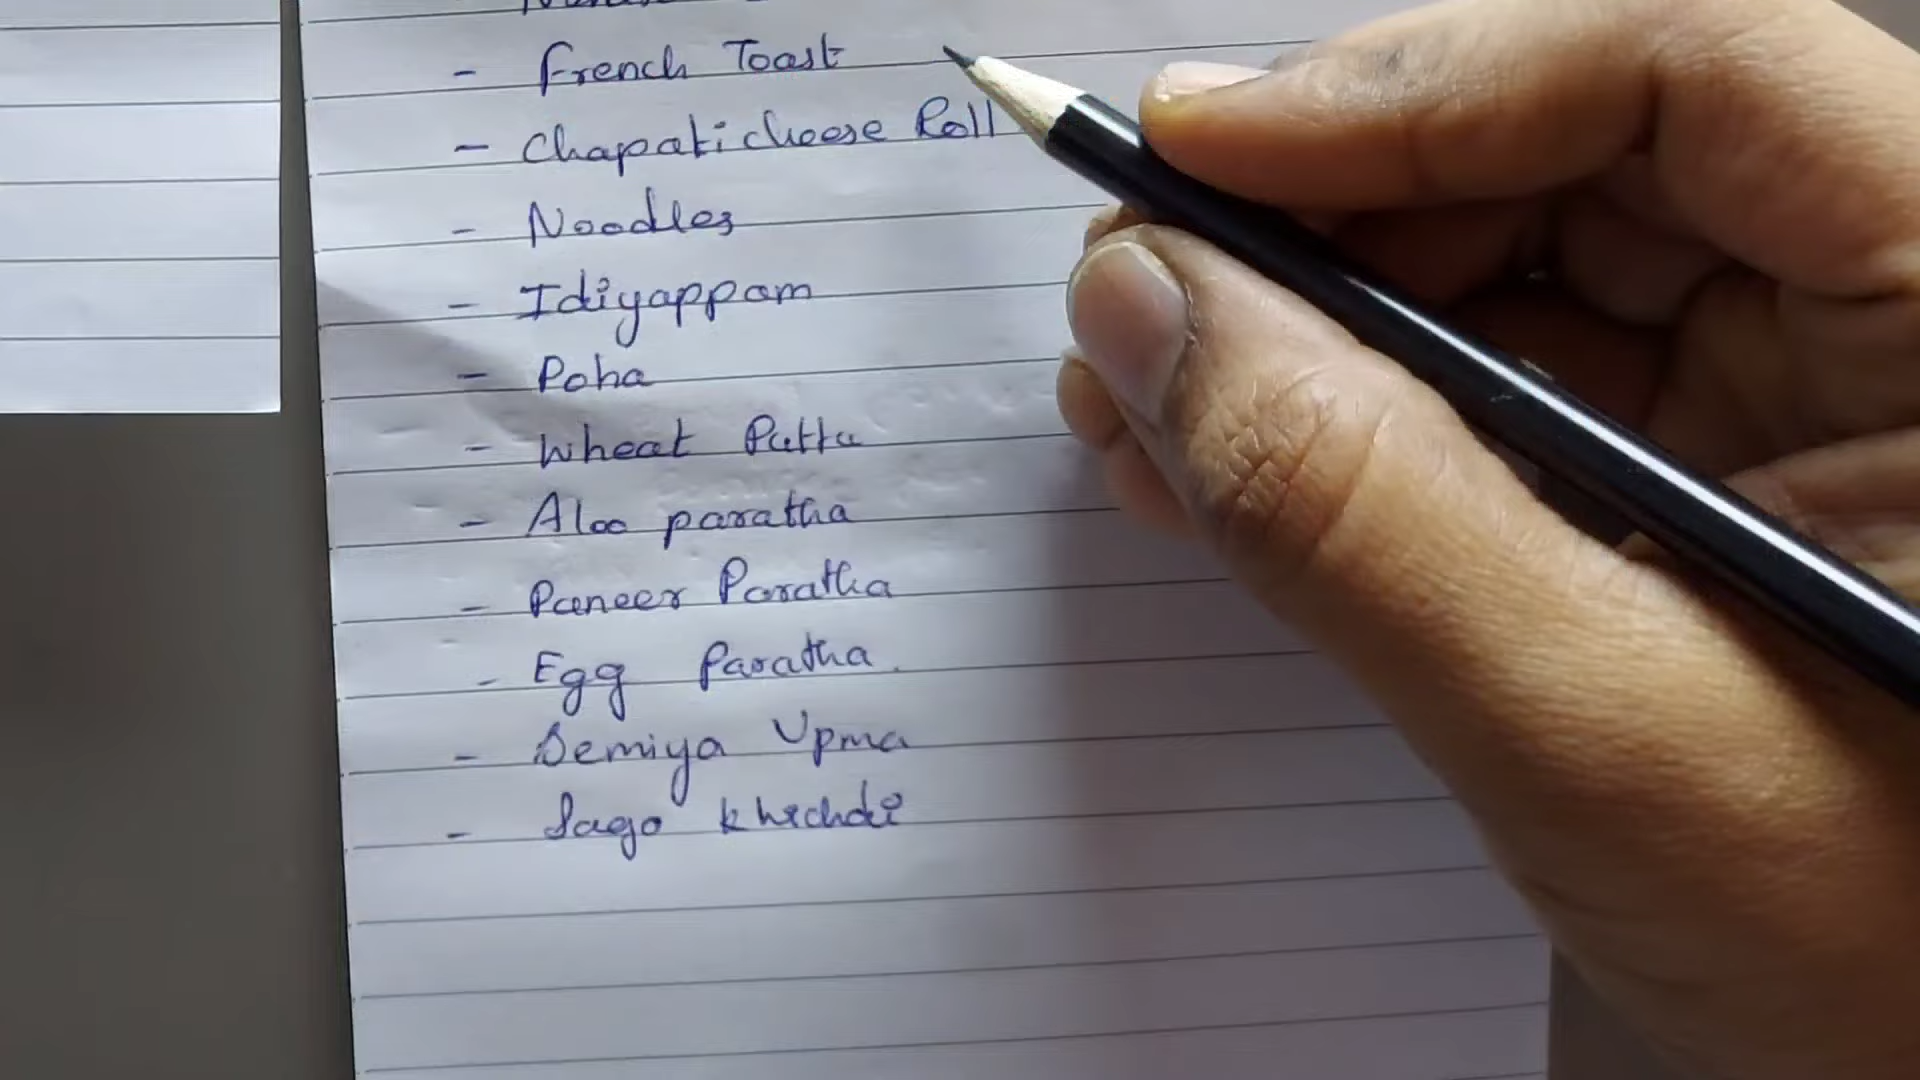 - French Toast
- Chapati cheese Roll
- Noodles
- Idiyappam
- Poha
- Wheat Puttu
- Aloo paratha
- Paneer Paratha
- Egg Paratha.
- Semiya Upma
- Sago khichdi